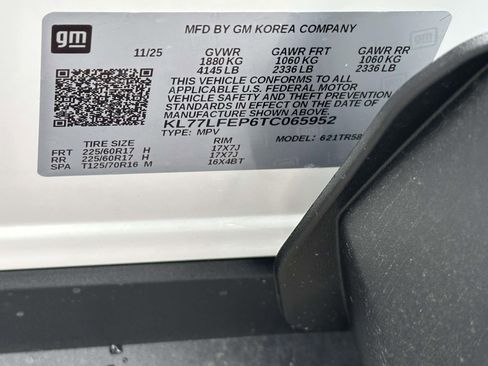 gm
MFD BY GM KOREA COMPANY
11/25 GVWR GAWR FRT GAWR RR
1880 KG 1060 KG 1060 KG
4145 LB 2336 LB 2336 LB
THIS VEHICLE CONFORMS TO ALL
APPLICABLE U.S. FEDERAL MOTOR
VEHICLE SAFETY AND THEFT PREVENTION
STANDARDS IN EFFECT ON THE DATE OF
KL77LFEP6TC065952
TYPE: MPV MODEL: 621TR58
TIRE SIZE RIM
FRT 225/60R17 H 17X7J
RR 225/60R17 H 17X7J
SPA T125/70R16 M 16X4BT